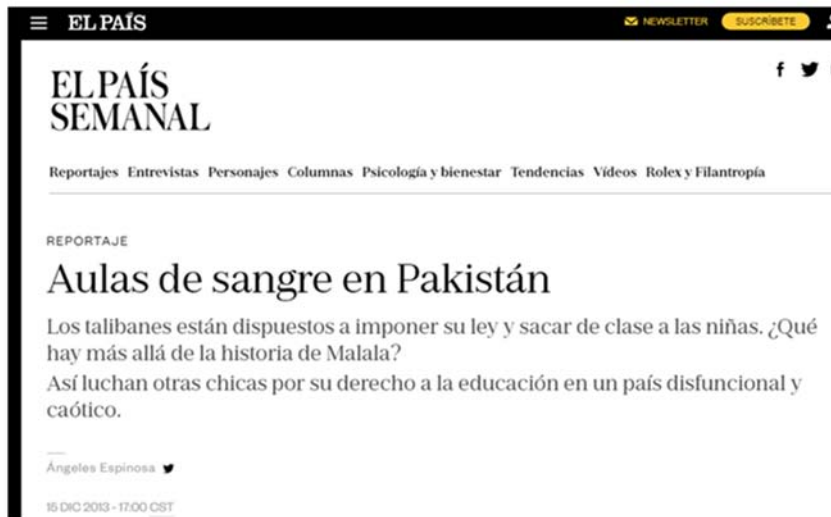 EL PAÍS
NEWSLETTER
SUSCRÍBETE
EL PAÍS
SEMANAL
Reportajes Entrevistas Personajes Columnas Psicología y bienestar Tendencias Vídeos Rolex y Filantropía
REPORTAJE
Aulas de sangre en Pakistán
Los talibanes están dispuestos a imponer su ley y sacar de clase a las niñas. ¿Qué
hay más allá de la historia de Malala?
Así luchan otras chicas por su derecho a la educación en un país disfuncional y
caótico.
Ángeles Espinosa
15 DIC 2013 - 17:00 CST